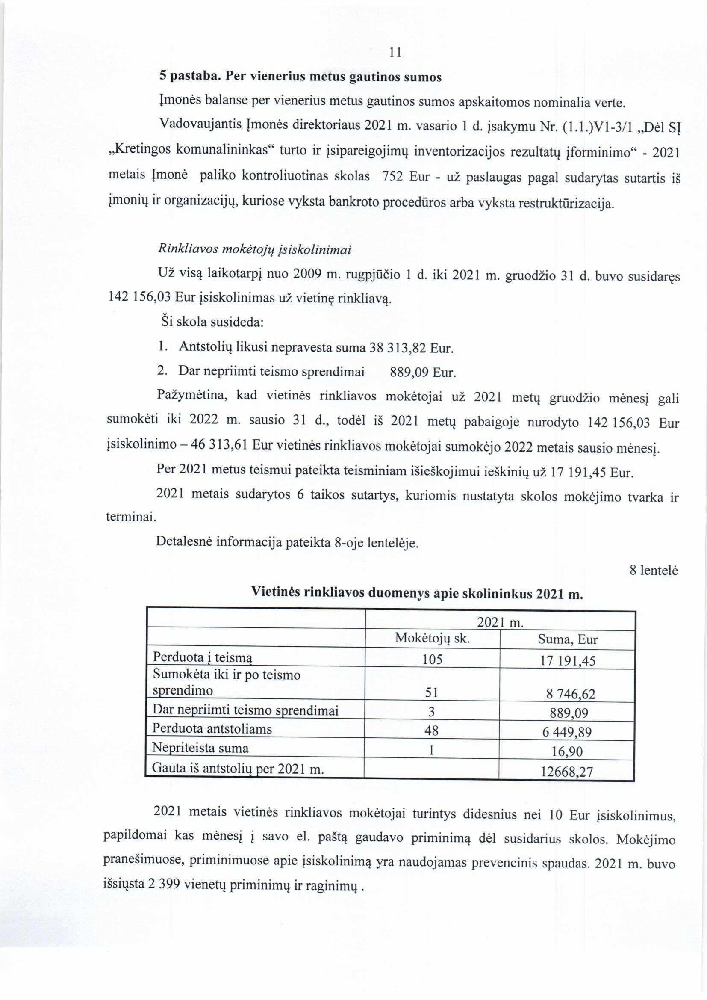 11
5 pastaba. Per vienerius metus gautinos sumos
Įmonės balanse per vienerius metus gautinos sumos apskaitomos nominalia verte.
Vadovaujantis Įmonės direktoriaus 2021 m. vasario 1 d. įsakymu Nr. (1.1.)V1-3/1 „Dėl SĮ
„Kretingos komunalininkas“ turto ir įsipareigojimų inventorizacijos rezultatų įforminimo“ - 2021
metais Įmonė paliko kontroliuotinas skolas 752 Eur - už paslaugas pagal sudarytas sutartis iš
įmonių ir organizacijų, kuriose vyksta bankroto procedūros arba vyksta restruktūrizacija.
Rinkliavos mokėtojų įsiskolinimai
Už visą laikotarpį nuo 2009 m. rugpjūčio 1 d. iki 2021 m. gruodžio 31 d. buvo susidaręs
142 156,03 Eur įsiskolinimas už vietinę rinkliavą.
Ši skola susideda:
1. Antstolių likusi nepravesta suma 38 313,82 Eur.
2. Dar nepriimti teismo sprendimai 889,09 Eur.
Pažymėtina, kad vietinės rinkliavos mokėtojai už 2021 metų gruodžio mėnesį gali
sumokėti iki 2022 m. sausio 31 d., todėl iš 2021 metų pabaigoje nurodyto 142 156,03 Eur
įsiskolinimo – 46 313,61 Eur vietinės rinkliavos mokėtojai sumokėjo 2022 metais sausio mėnesį.
Per 2021 metus teismui pateikta teisminiam išieškojimui ieškinių už 17 191,45 Eur.
2021 metais sudarytos 6 taikos sutartys, kuriomis nustatyta skolos mokėjimo tvarka ir
terminai.
Detalesnė informacija pateikta 8-oje lentelėje.
8 lentelė
Vietinės rinkliavos duomenys apie skolininkus 2021 m.
2021 m.
Mokėtojų sk. Suma, Eur
Perduota į teismą 105 17 191,45
Sumokėta iki ir po teismo
sprendimo 51 8 746,62
Dar nepriimti teismo sprendimai 3 889,09
Perduota antstoliams 48 6 449,89
Nepriteista suma 1 16,90
Gauta iš antstolių per 2021 m. 12668,27
2021 metais vietinės rinkliavos mokėtojai turintys didesnius nei 10 Eur įsiskolinimus,
papildomai kas mėnesį į savo el. paštą gaudavo priminimą dėl susidarius skolos. Mokėjimo
pranešimuose, priminimuose apie įsiskolinimą yra naudojamas prevencinis spaudas. 2021 m. buvo
išsiųsta 2 399 vienetų priminimų ir raginimų .